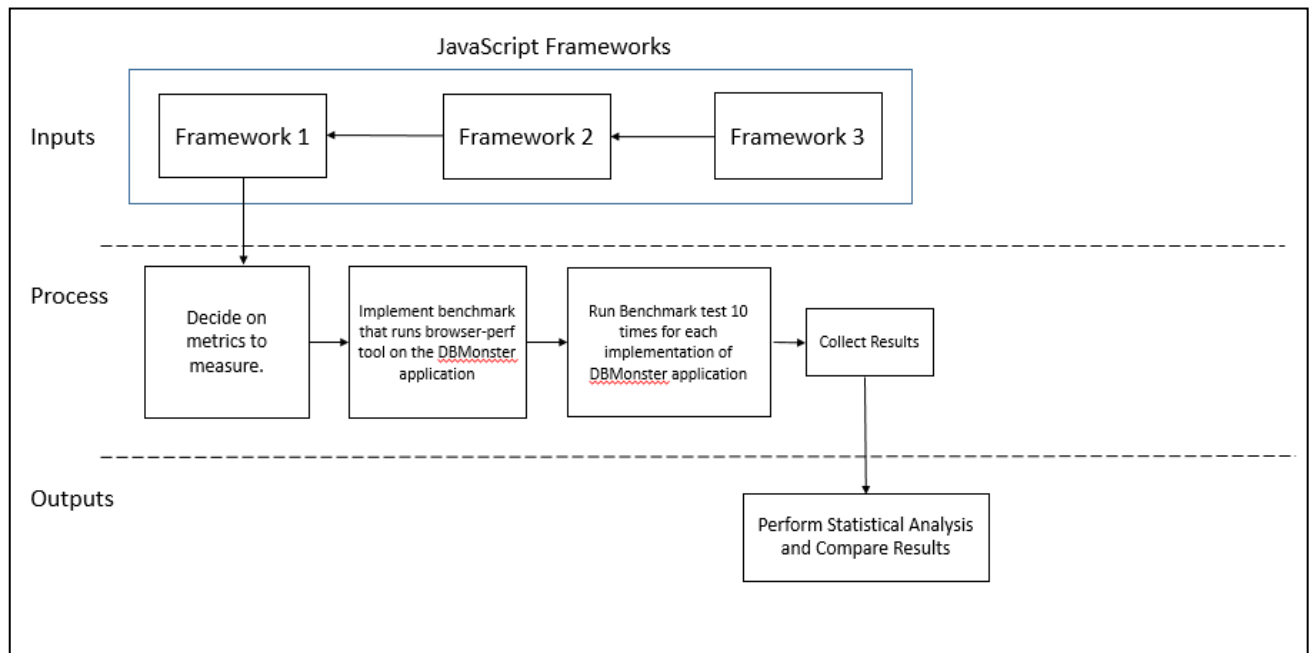 JavaScript Frameworks
Inputs
Framework 1
Framework 2
Framework 3
Process
Decide on
metrics to
measure.
Implement benchmark
that runs browser-perf
tool on the DBMonster
application
Run Benchmark test 10
times for each
implementation of
DBMonster application
Collect Results
Outputs
Perform Statistical Analysis
and Compare Results